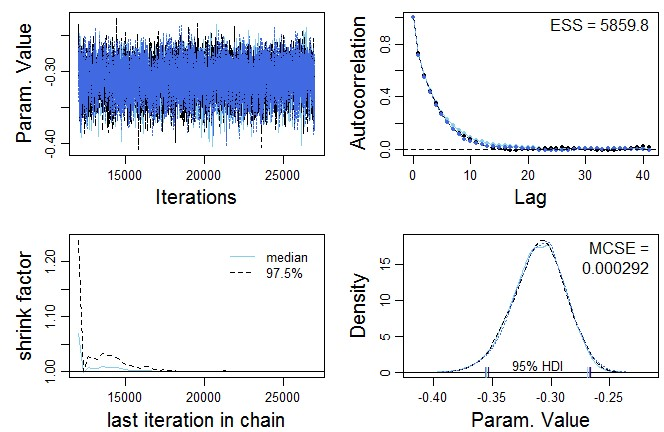 Param. Value
-0.30
-0.40
15000 20000 25000
Iterations
ESS = 5859.8
Autocorrelation
0.8
0.4
0.0
0 10 20 30 40
Lag
shrink factor
1.20
1.10
1.00
median
97.5%
15000 20000 25000
last iteration in chain
MCSE =
0.000292
Density
15
10
5
0
95% HDI
-0.40 -0.35 -0.30 -0.25
Param. Value